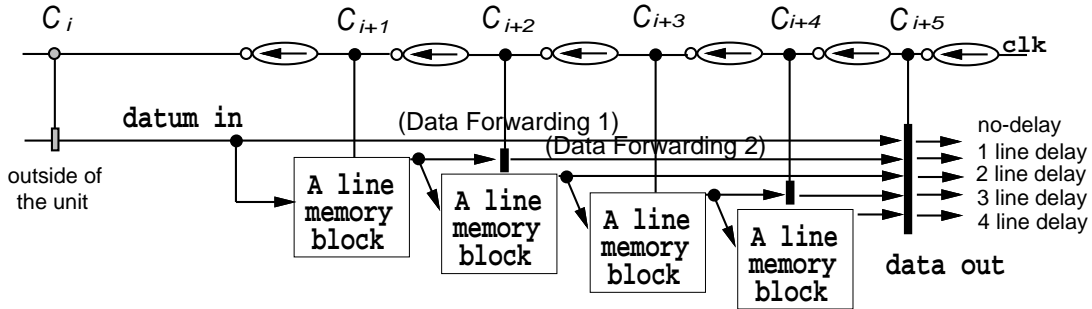 C i
C i+1
C i+2
C i+3
C i+4
C i+5
clk
datum in
(Data Forwarding 1)
(Data Forwarding 2)
no-delay
1 line delay
2 line delay
3 line delay
4 line delay
outside of
the unit
A line
memory
block
A line
memory
block
A line
memory
block
A line
memory
block
data out